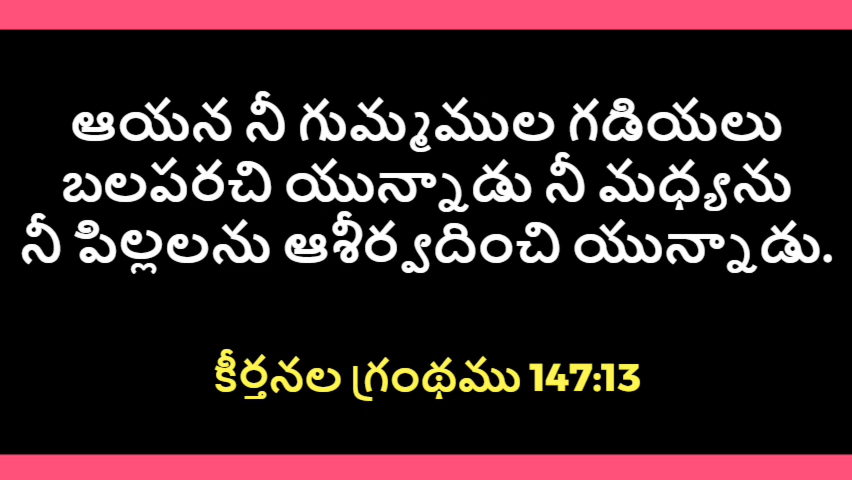 ఆయన నీ గుమ్మముల గడియలు
బలపరచి యున్నాడు నీ మధ్యను
నీ పిల్లలను ఆశీర్వదించి యున్నాడు.
కీర్తనల గ్రంథము 147:13